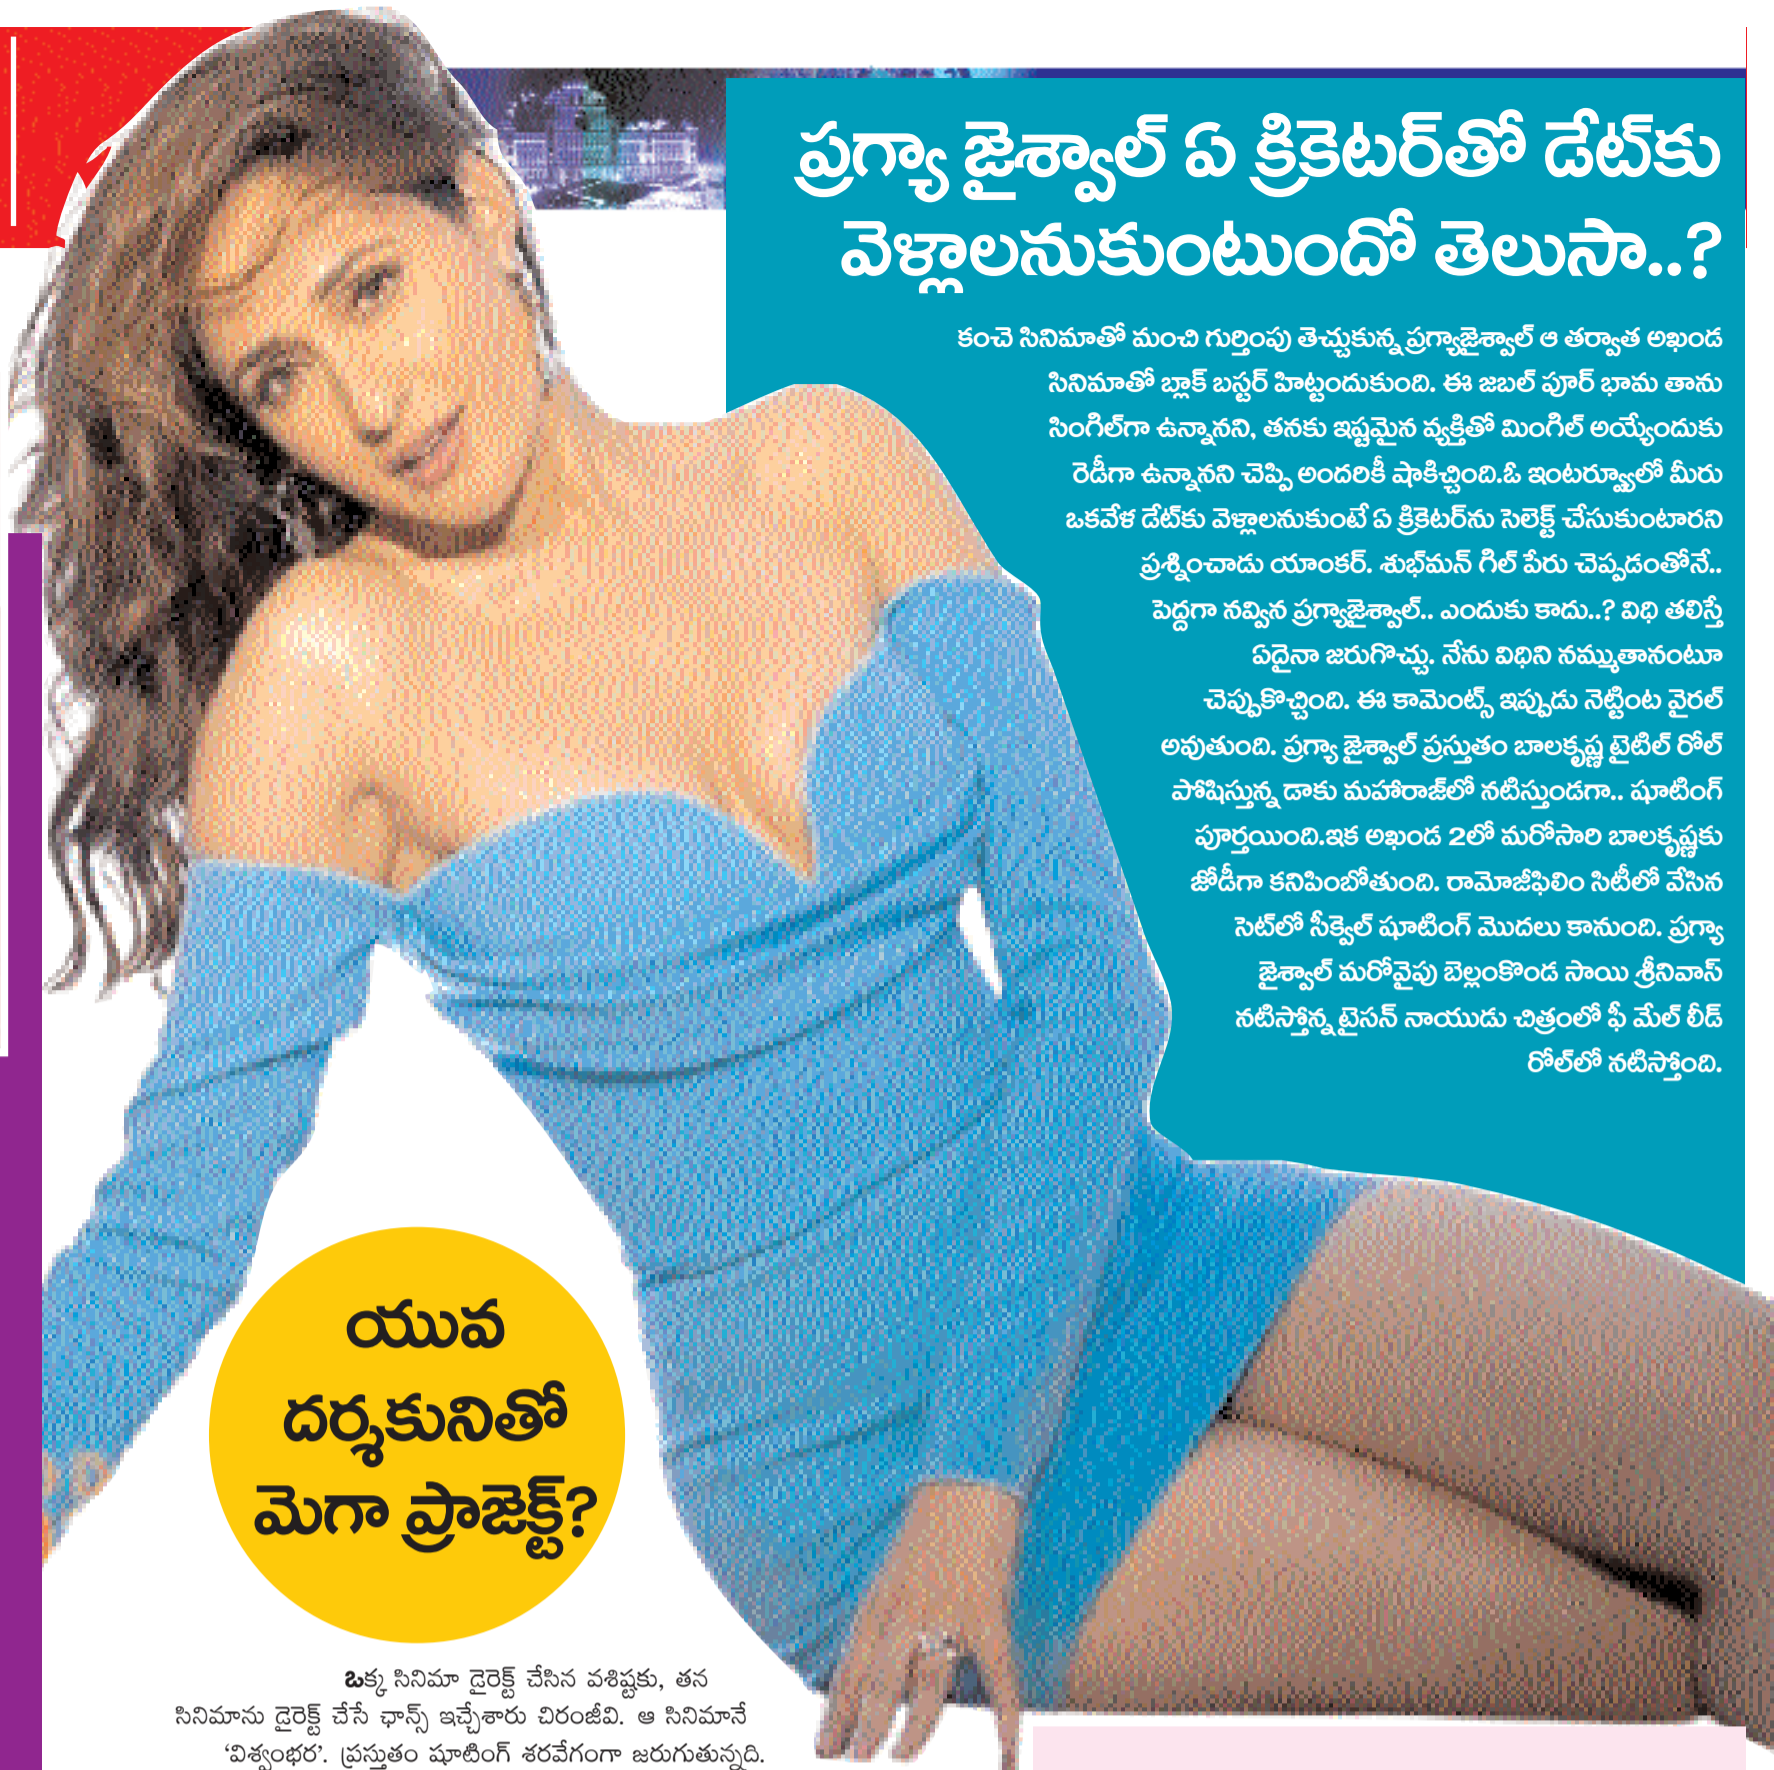 ప్రగ్యా జైశ్వాల్ ఏ క్రికెటర్‌తో డేట్‌కు
వెళ్లాలనుకుంటుందో తెలుసా..?
కంచె సినిమాతో మంచి గుర్తింపు తెచ్చుకున్న ప్రగ్యాజైశ్వాల్ ఆ తర్వాత అఖండ
సినిమాతో బ్లాక్ బస్టర్ హిట్టందుకుంది. ఈ జబల్ పూర్ భామ తాను
సింగిల్‌గా ఉన్నానని, తనకు ఇష్టమైన వ్యక్తితో మింగిల్ అయ్యేందుకు
రెడీగా ఉన్నానని చెప్పి అందరికీ షాకిచ్చింది.ఓ ఇంటర్వ్యూలో మీరు
ఒకవేళ డేట్‌కు వెళ్లాలనుకుంటే ఏ క్రికెటర్‌ను సెలెక్ట్ చేసుకుంటారని
ప్రశ్నించాడు యాంకర్. శుభ్‌మన్ గిల్ పేరు చెప్పడంతోనే..
పెద్దగా నవ్విన ప్రగ్యాజైశ్వాల్.. ఎందుకు కాదు..? విధి తలిస్తే
ఏదైనా జరుగొచ్చు. నేను విధిని నమ్ముతానంటూ
చెప్పుకొచ్చింది. ఈ కామెంట్స్ ఇప్పుడు నెట్టింట వైరల్
అవుతుంది. ప్రగ్యా జైశ్వాల్ ప్రస్తుతం బాలకృష్ణ టైటిల్ రోల్
పోషిస్తున్న డాకు మహారాజ్‌లో నటిస్తుండగా.. షూటింగ్
పూర్తయింది.ఇక అఖండ 2లో మరోసారి బాలకృష్ణకు
జోడీగా కనిపింబోతుంది. రామోజీఫిలిం సిటీలో వేసిన
సెట్‌లో సీక్వెల్ షూటింగ్ మొదలు కానుంది. ప్రగ్యా
జైశ్వాల్ మరోవైపు బెల్లంకొండ సాయి శ్రీనివాస్
నటిస్తోన్న టైసన్ నాయుడు చిత్రంలో ఫీ మేల్ లీడ్
రోల్‌లో నటిస్తోంది.
యువ
దర్శకునితో
మెగా ప్రాజెక్ట్?
ఒక్క సినిమా డైరెక్ట్ చేసిన వశిష్టకు, తన
సినిమాను డైరెక్ట్ చేసే ఛాన్స్ ఇచ్చేశారు చిరంజీవి. ఆ సినిమానే
‘విశ్వంభర’. ప్రస్తుతం షూటింగ్ శరవేగంగా జరుగుతున్నది.